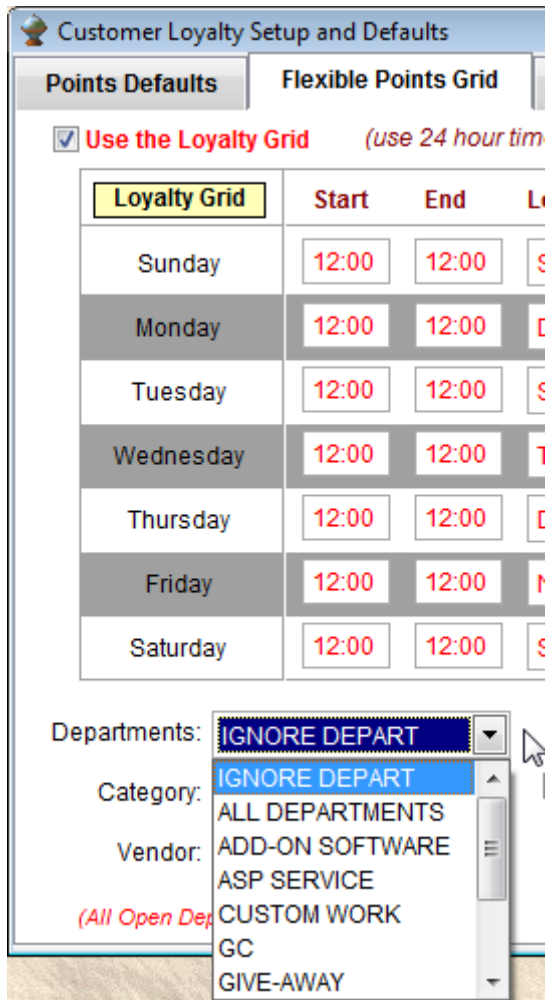 Customer Loyalty Setup and Defaults
Points Defaults Flexible Points Grid
Use the Loyalty Grid (use 24 hour
Loyalty Grid Start End
Sunday 12:00 12:00
Monday 12:00 12:00
Tuesday 12:00 12:00
Wednesday 12:00 12:00
Thursday 12:00 12:00
Friday 12:00 12:00
Saturday 12:00 12:00
Departments: IGNORE DEPART
IGNORE DEPART
Category: ALL DEPARTMENTS
Vendor: ADD-ON SOFTWARE
ASP SERVICE
(All Open CUSTOM WORK
GC
GIVE-AWAY